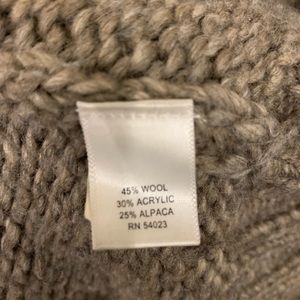 45% WOOL
30% ACRYLIC
25% ALPACA
RN 54023